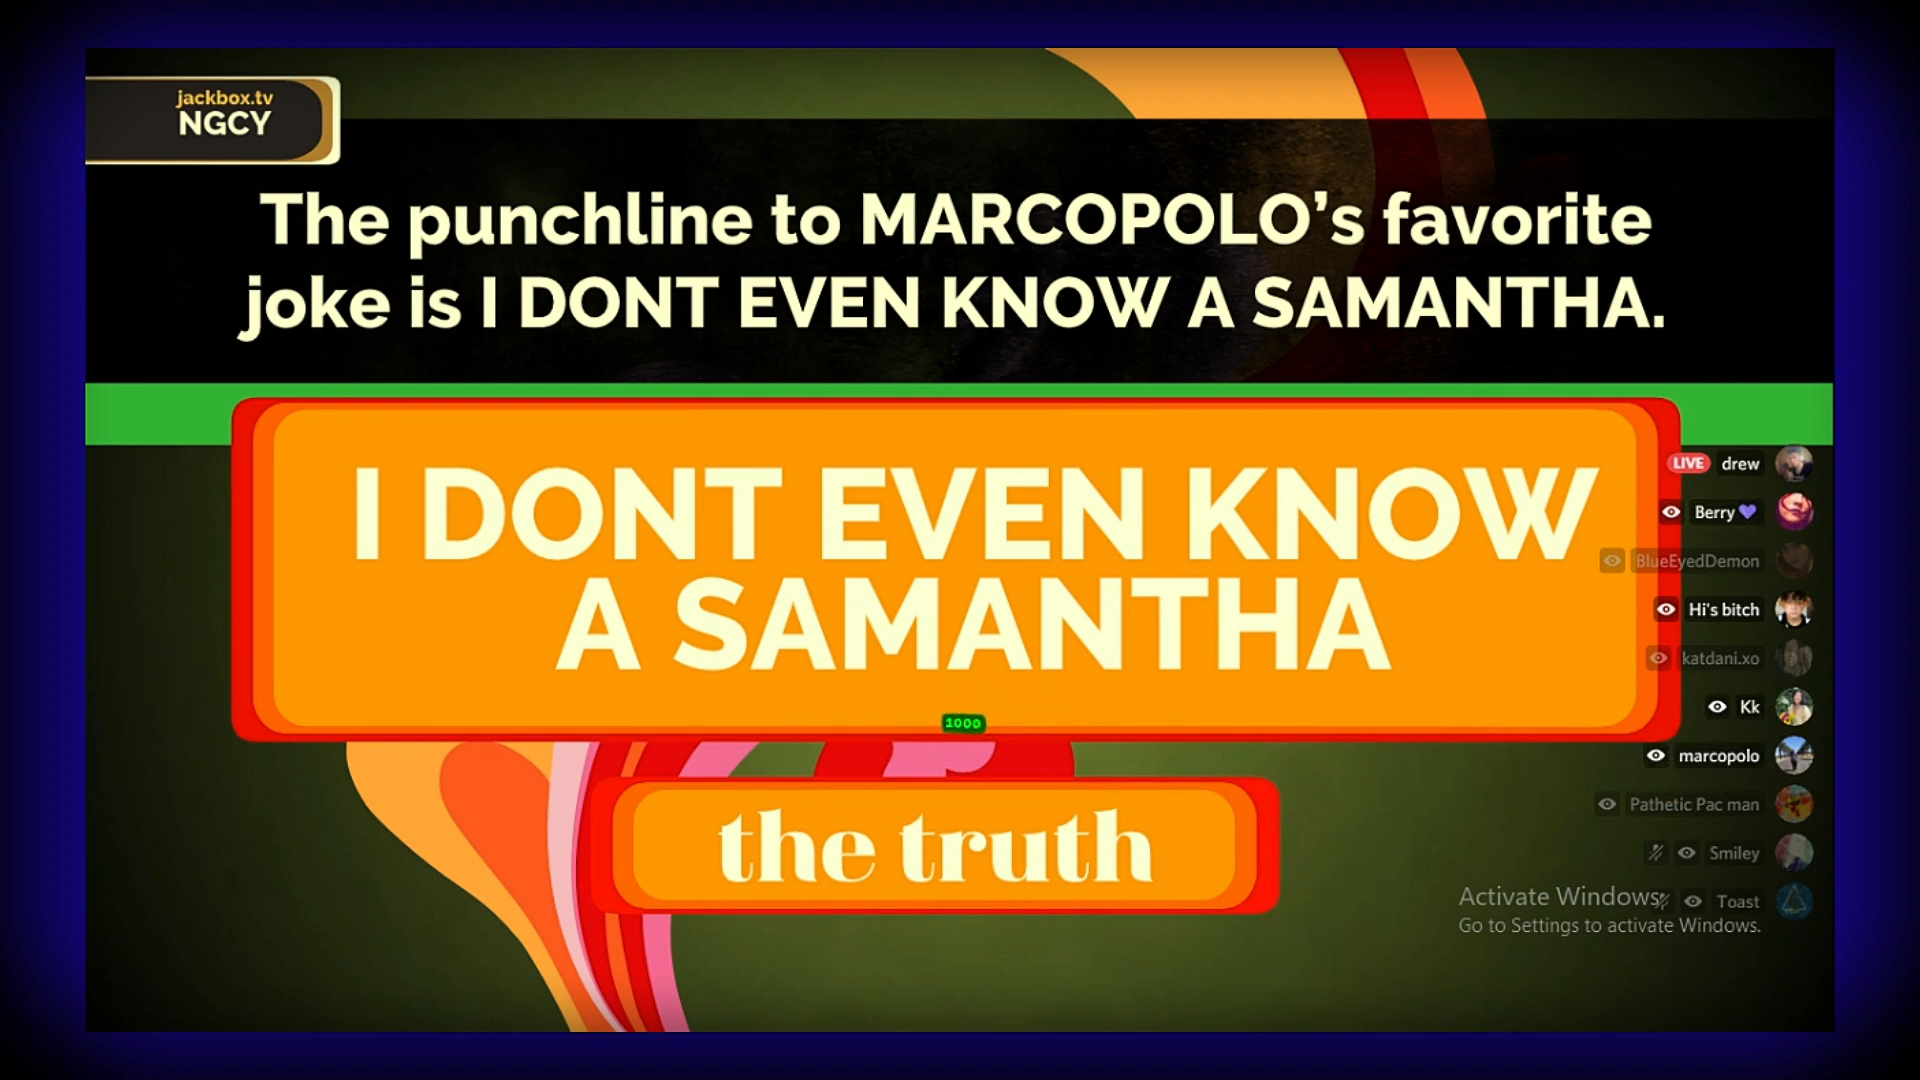 jackbox.tv
NGCY
The punchline to MARCOPOLO's favorite
joke is I DONT EVEN KNOW A SAMANTHA.
I DONT EVEN KNOW
A SAMANTHA
1000
the truth
LIVE drew
Berry💜
BlueEyedDemon
Hi's bitch
katdani.xo
Kk
marcopolo
Pathetic Pac man
Smiley
Toast
Activate Windows
Go to Settings to activate Windows.